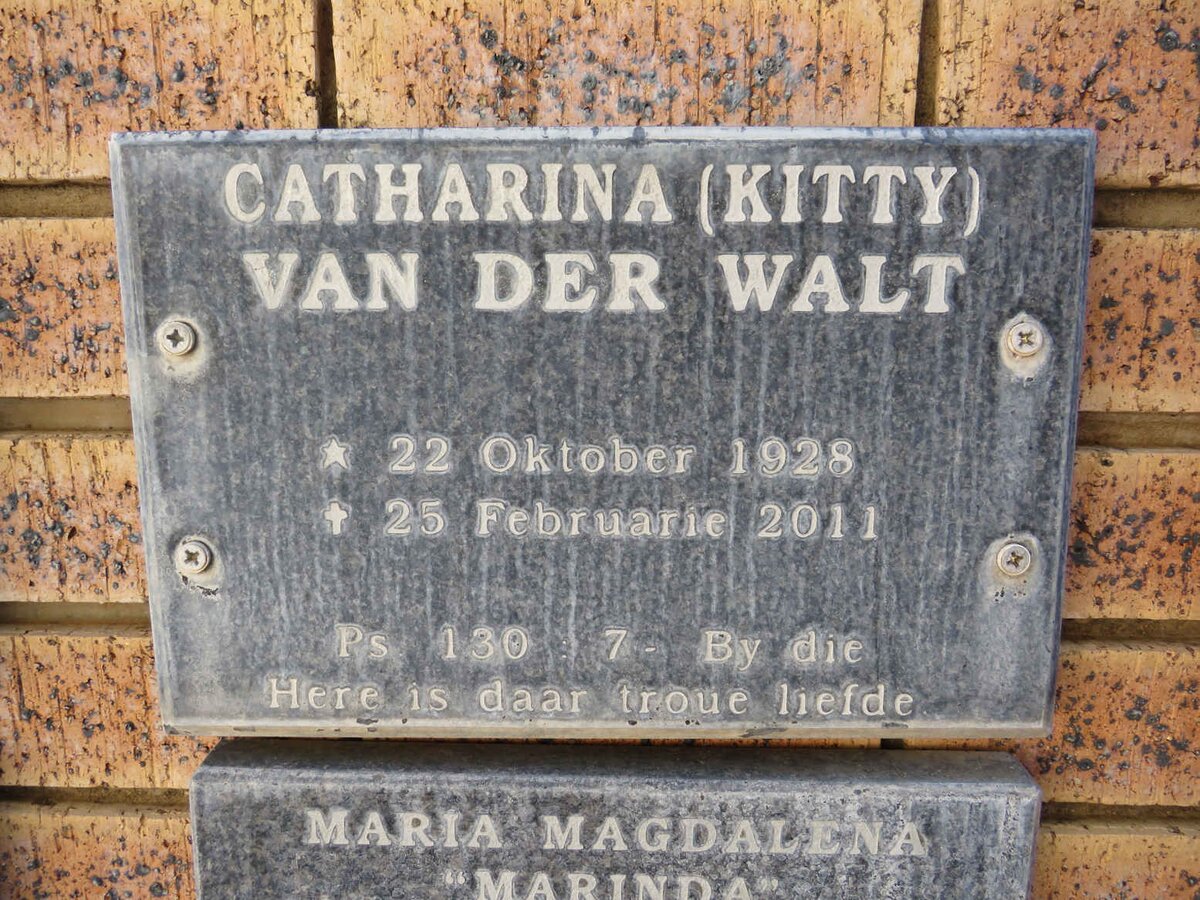 CATHARINA (KITTY)
VAN DER WALT
★ 22 Oktober 1928
✝ 25 Februarie 2011
Ps 130 : 7- By die
Here is daar troue liefde
MARIA MAGDALENA
"MARINDA"